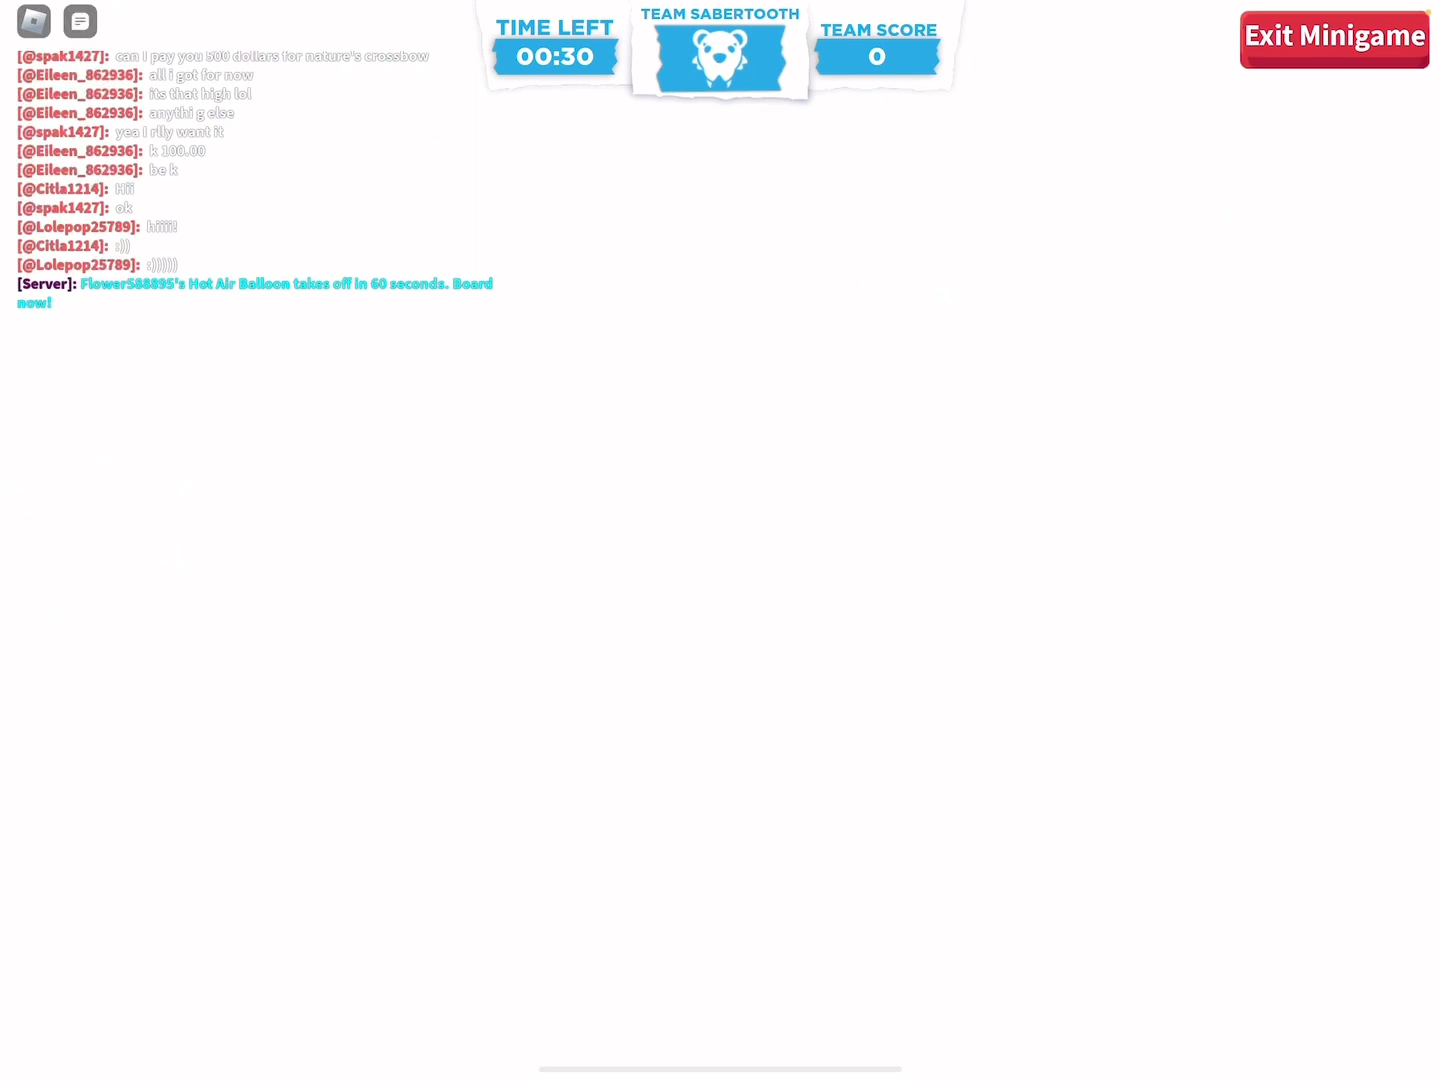 TIME LEFT
00:30
TEAM SABERTOOTH
TEAM SCORE
0
Exit Minigame
[@spak1427]: can I pay you 500 dollars for nature's crossbow
[@Eileen_862936]: all i got for now
[@Eileen_862936]: its that high lol
[@Eileen_862936]: anythi g else
[@spak1427]: yea I rlly want it
[@Eileen_862936]: k 100.00
[@Eileen_862936]: be k
[@Citla1214]: Hii
[@spak1427]: ok
[@Lolepop25789]: hiiii!
[@Citla1214]: :))
[@Lolepop25789]: :)))))
[Server]: Flower588895's Hot Air Balloon takes off in 60 seconds. Board
now!